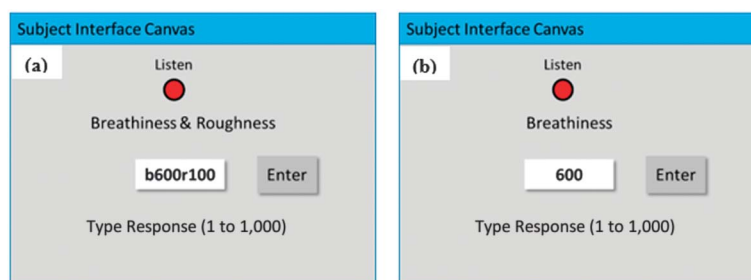 Subject Interface Canvas
(a)
Listen
Breathiness & Roughness
b600r100
Enter
Type Response (1 to 1,000)
Subject Interface Canvas
(b)
Listen
Breathiness
600
Enter
Type Response (1 to 1,000)